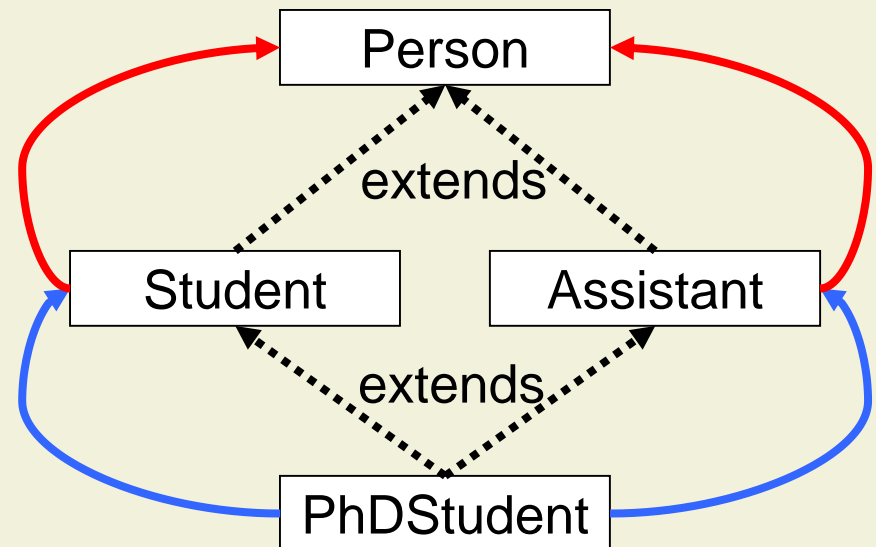 Person
extends
Student
Assistant
extends
PhDStudent